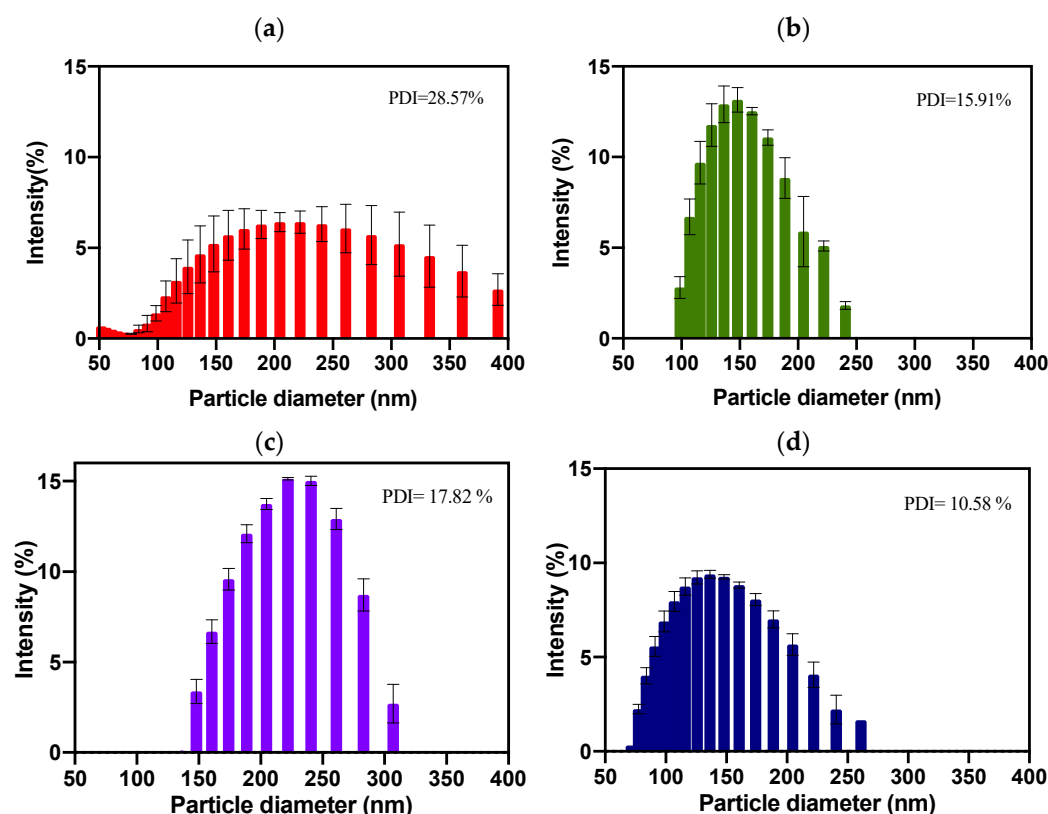 (a)
15
10
5
0
Intensity(%)
PDI=28.57%
50 100 150 200 250 300 350 400
Particle diameter (nm)
(b)
15
10
5
0
Intensity (%)
PDI=15.91%
50 100 150 200 250 300 350 400
Particle diameter (nm)
(c)
15
10
5
0
Intensity (%)
PDI= 17.82 %
50 100 150 200 250 300 350 400
Particle diameter (nm)
(d)
15
10
5
0
Intensity (%)
PDI= 10.58 %
50 100 150 200 250 300 350 400
Particle diameter (nm)